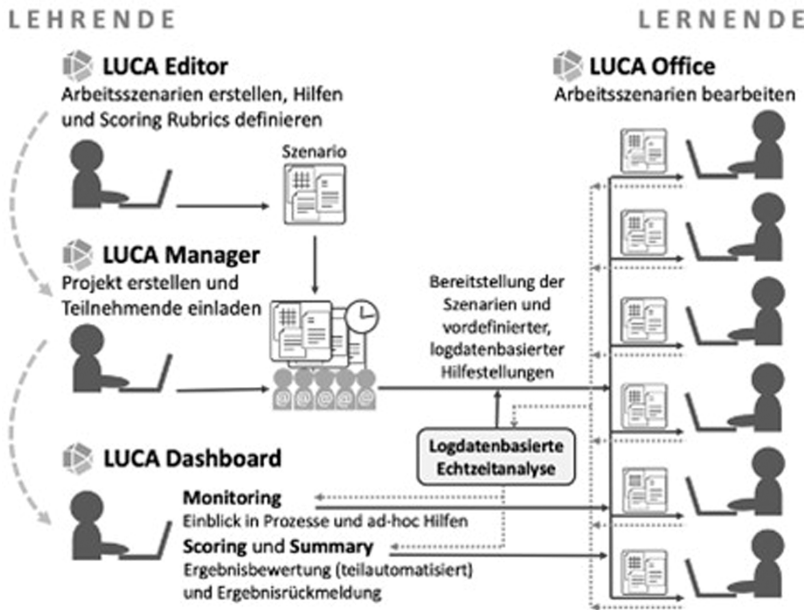 LEHRENDE
LERNENDE
LUCA Editor
Arbeitsszenarien erstellen, Hilfen
und Scoring Rubrics definieren
Szenario
LUCA Manager
Projekt erstellen und
Teilnehmende einladen
@ @ @ @ @
Bereitstellung der
Szenarien und
vordefinierter,
logdatenbasierter
Hilfestellungen
Logdatenbasierte
Echtzeitanalyse
LUCA Dashboard
Monitoring
Einblick in Prozesse und ad-hoc Hilfen
Scoring und Summary
Ergebnisbewertung (teilautomatisiert)
und Ergebnisrückmeldung
LUCA Office
Arbeitsszenarien bearbeiten